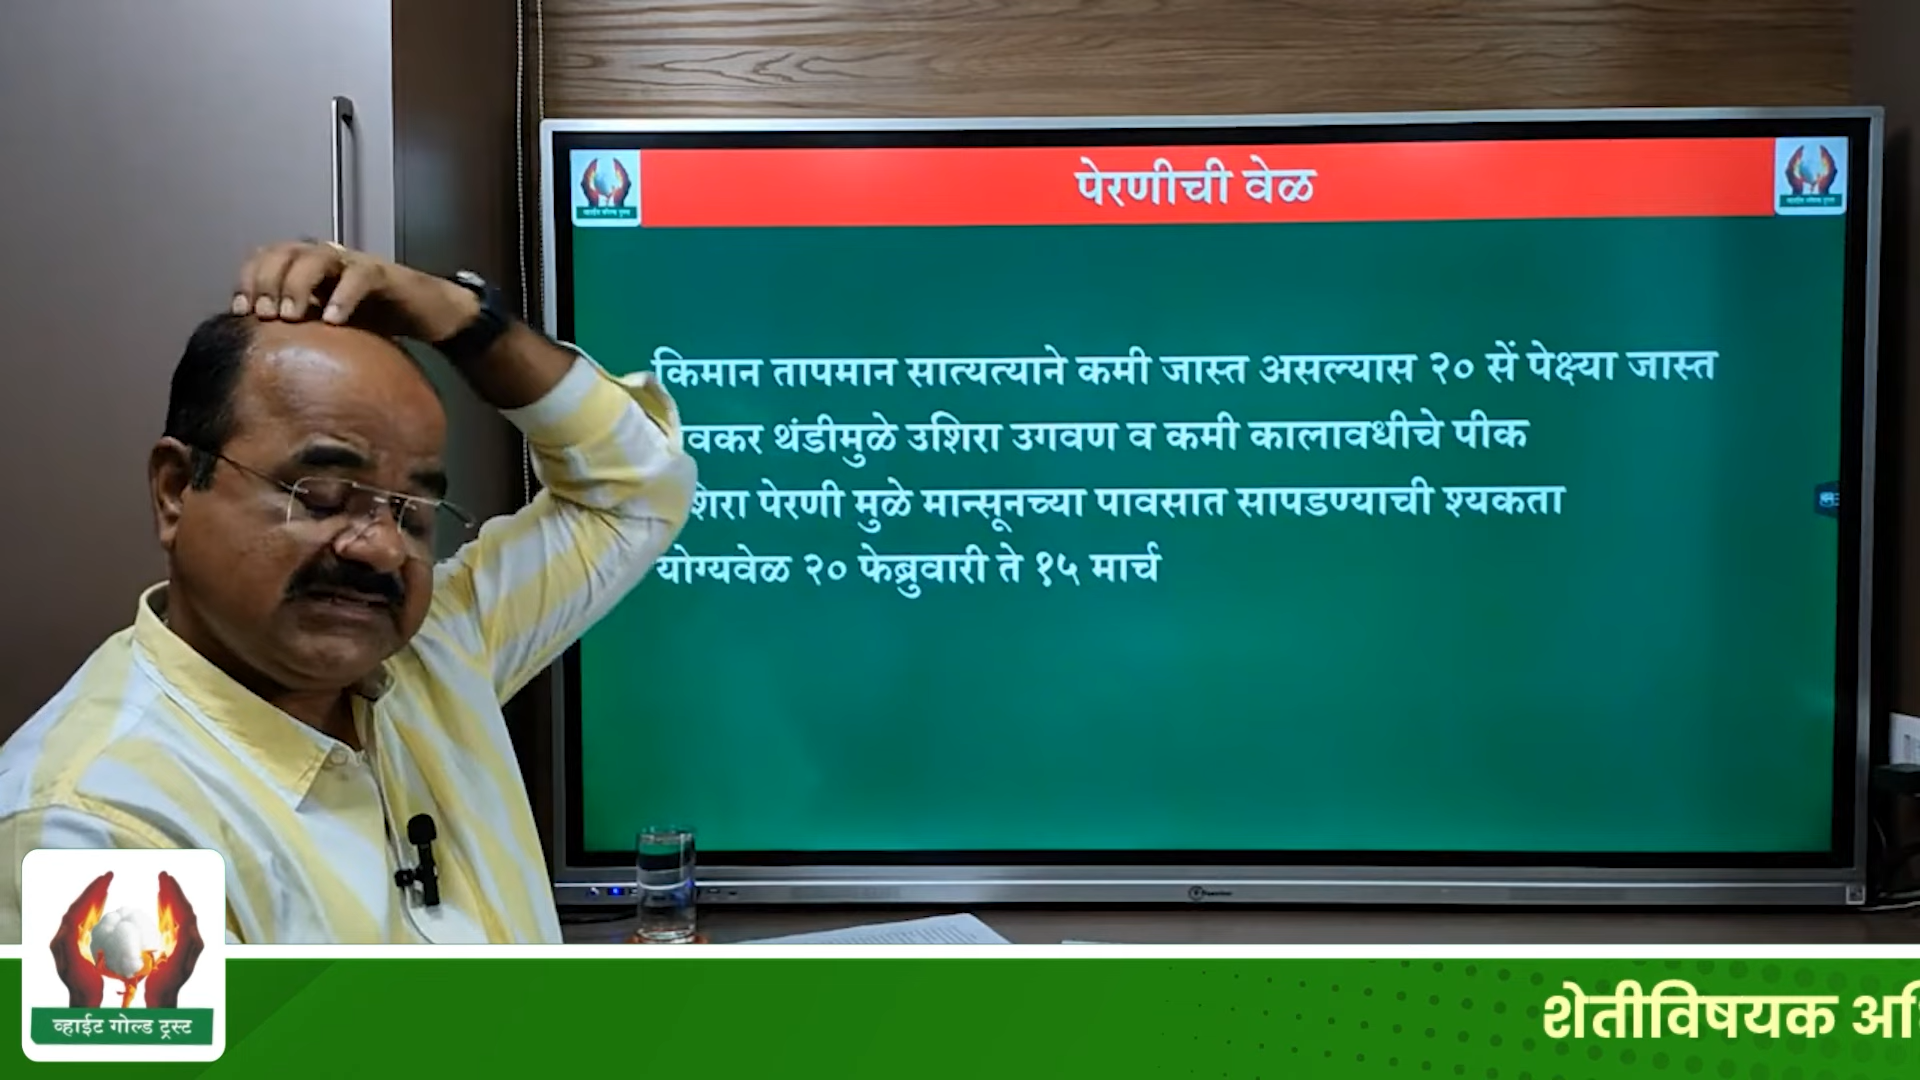 पेरणीची वेळ
किमान तापमान सात्यत्याने कमी जास्त असल्यास २० सें पेक्ष्या जास्त
वकर थंडीमुळे उशिरा उगवण व कमी कालावधीचे पीक
शिरा पेरणी मुळे मान्सूनच्या पावसात सापडण्याची श्यकता
योग्यवेळ २० फेब्रुवारी ते १५ मार्च
व्हाईट गोल्ड ट्रस्ट
शेतीविषयक